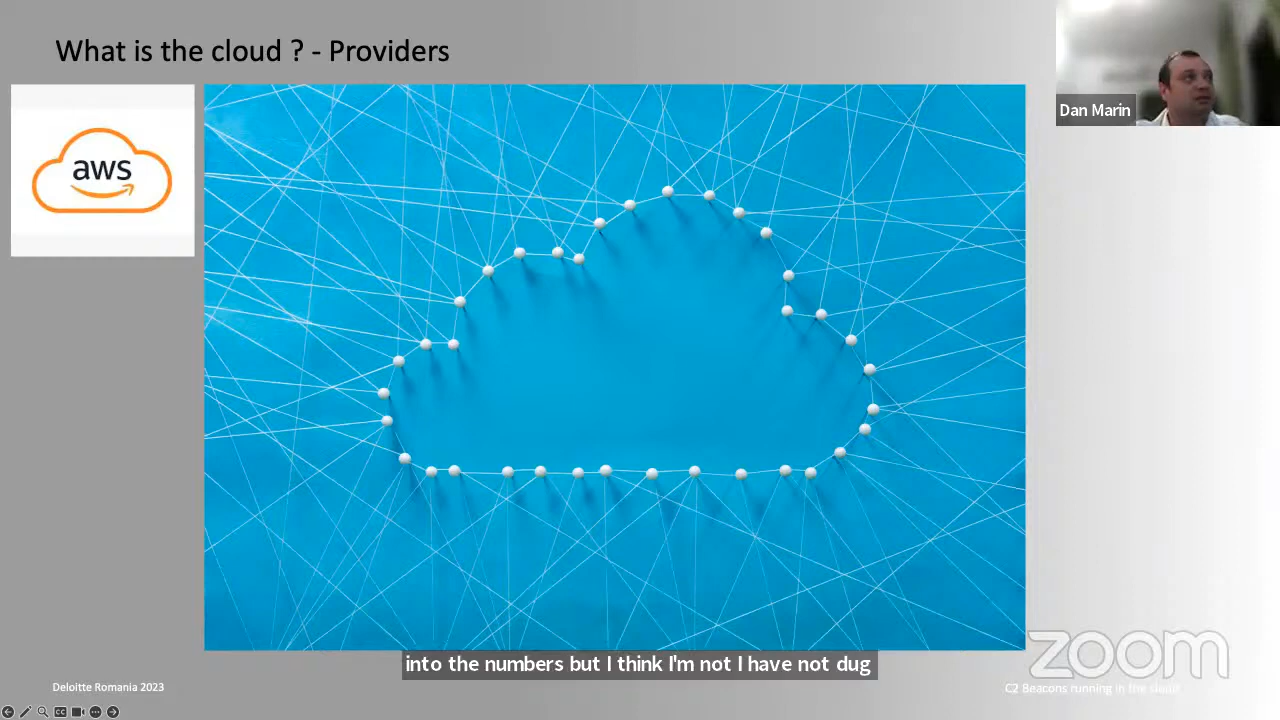 What is the cloud ? - Providers
aws
Dan Marin
into the numbers but I think I'm not I have not dug
zoom
Deloitte Romania 2023
C2 Beacons running in the cloud
CC